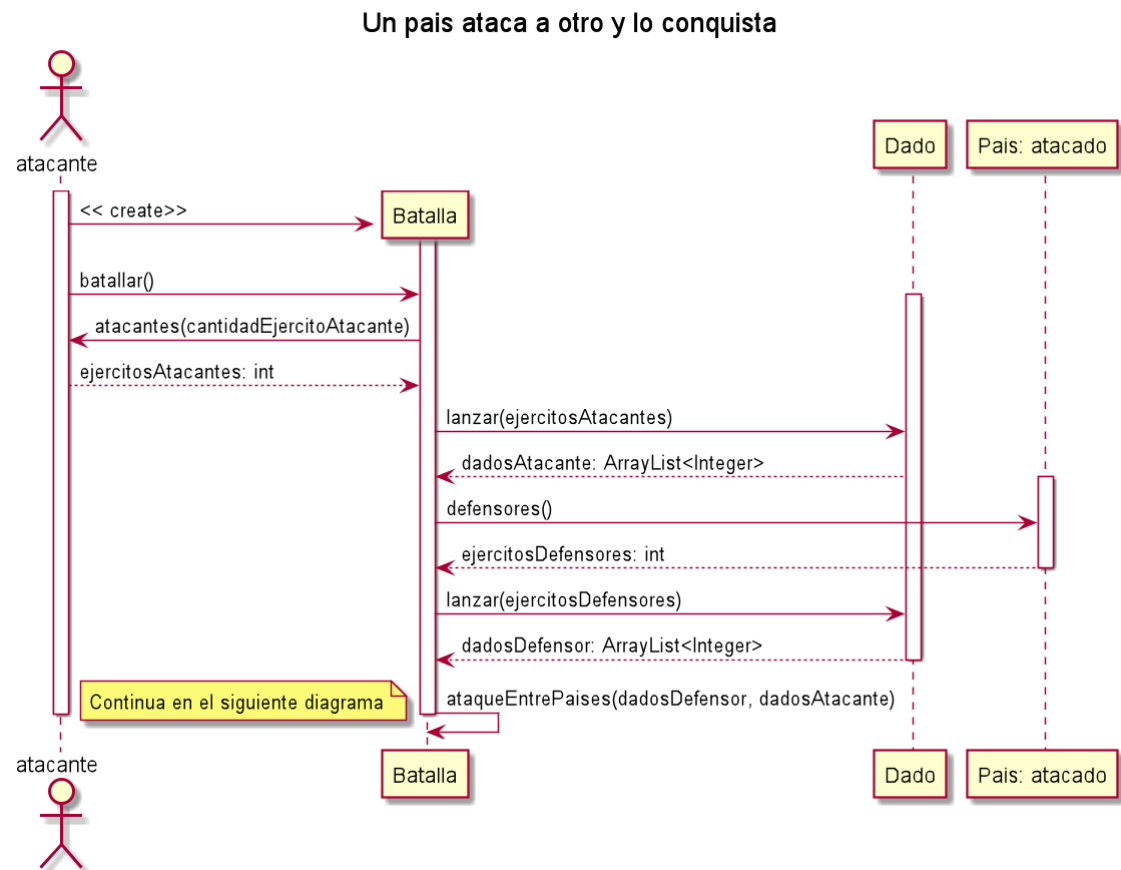 Un pais ataca a otro y lo conquista
atacante
Dado
Pais: atacado
<< create>>
Batalla
batallar()
atacantes(cantidadEjercitoAtacante)
ejercitosAtacantes: int
lanzar(ejercitosAtacantes)
dadosAtacante: ArrayList<Integer>
defensores()
ejercitosDefensores: int
lanzar(ejercitosDefensores)
dadosDefensor: ArrayList<Integer>
Continua en el siguiente diagrama
ataqueEntrePaises(dadosDefensor, dadosAtacante)
atacante
Batalla
Dado
Pais: atacado